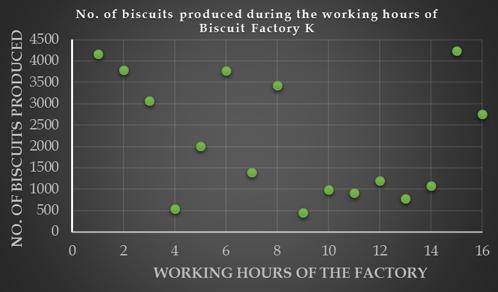 No. of biscuits produced during the working hours of
Biscuit Factory K
NO. OF BISCUITS PRODUCED
4500
4000
3500
3000
2500
2000
1500
1000
500
0
0 2 4 6 8 10 12 14 16
WORKING HOURS OF THE FACTORY